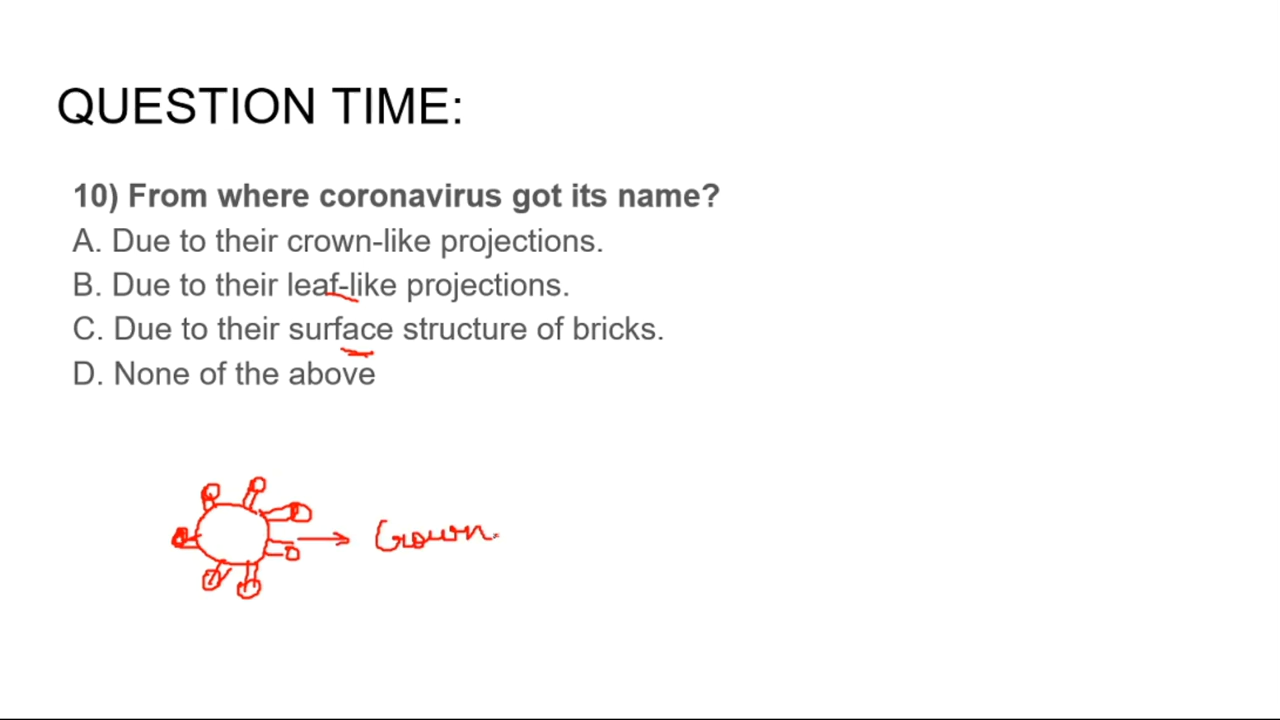 QUESTION TIME:
10) From where coronavirus got its name?
A. Due to their crown-like projections.
B. Due to their leaf-like projections.
C. Due to their surface structure of bricks.
D. None of the above
Crown.